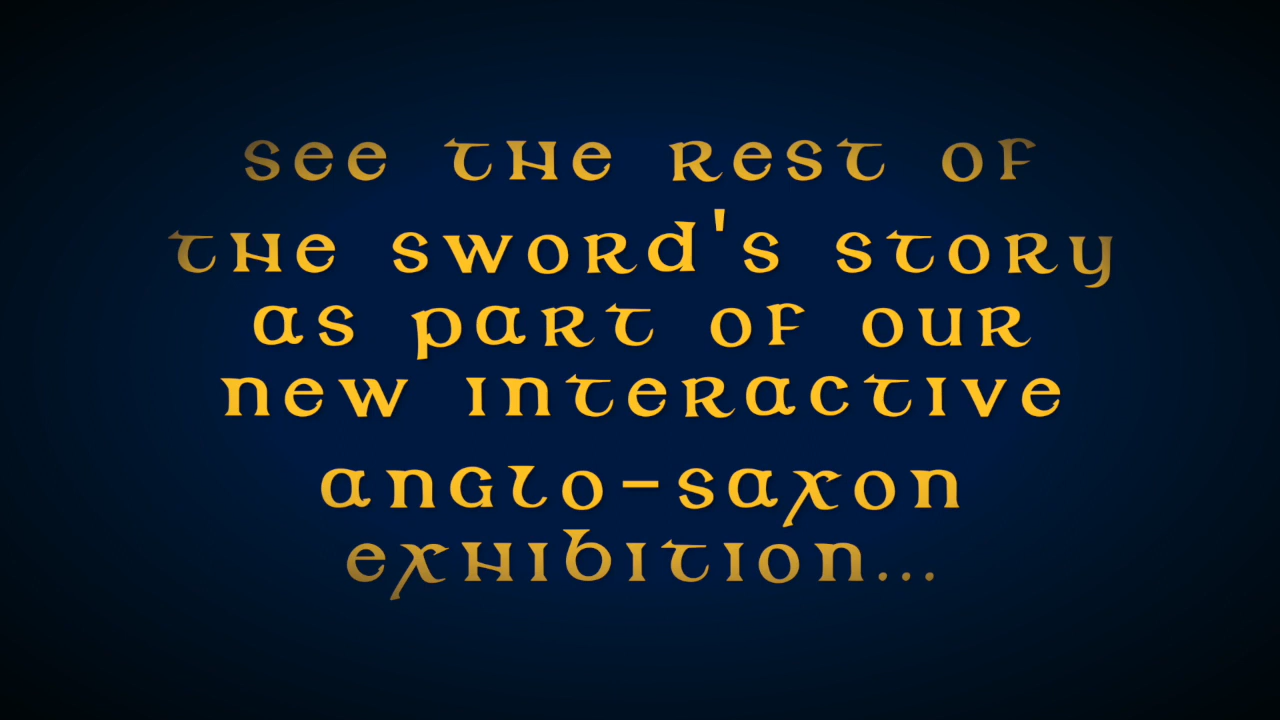 see the rest of
the sword's story
as part of our
new interactive
anglo-saxon
exhibition...